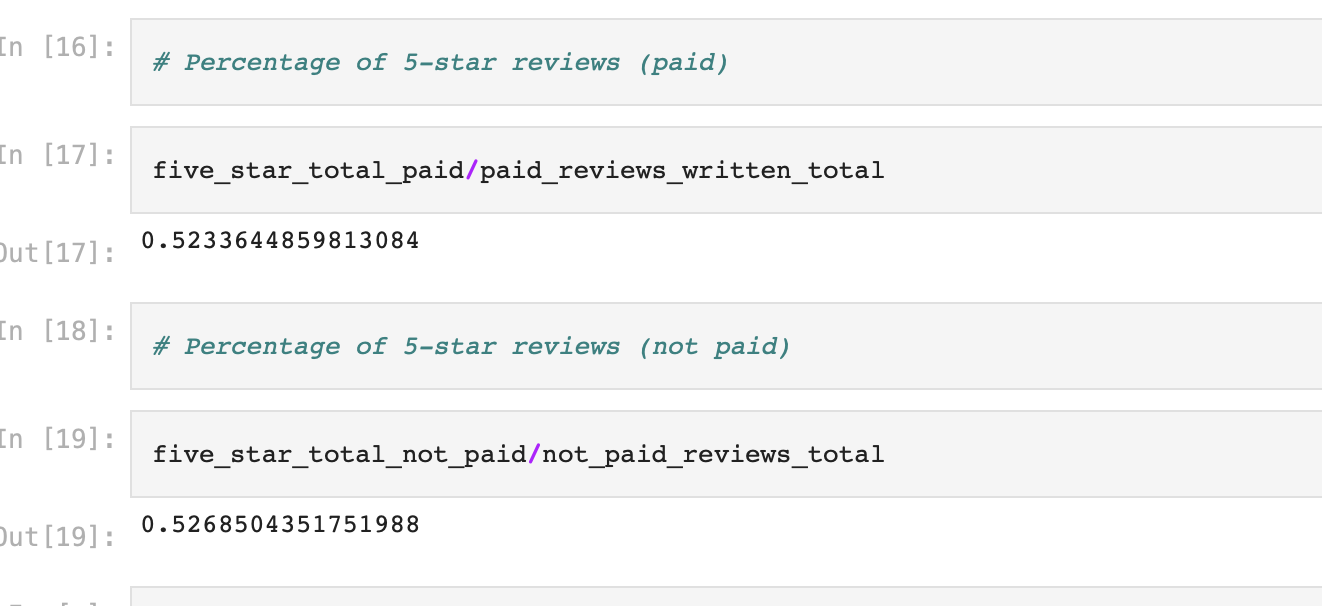 In [16]:
# Percentage of 5-star reviews (paid)
In [17]:
five_star_total_paid/paid_reviews_written_total
Out[17]:
0.5233644859813084
In [18]:
# Percentage of 5-star reviews (not paid)
In [19]:
five_star_total_not_paid/not_paid_reviews_total
Out[19]:
0.5268504351751988